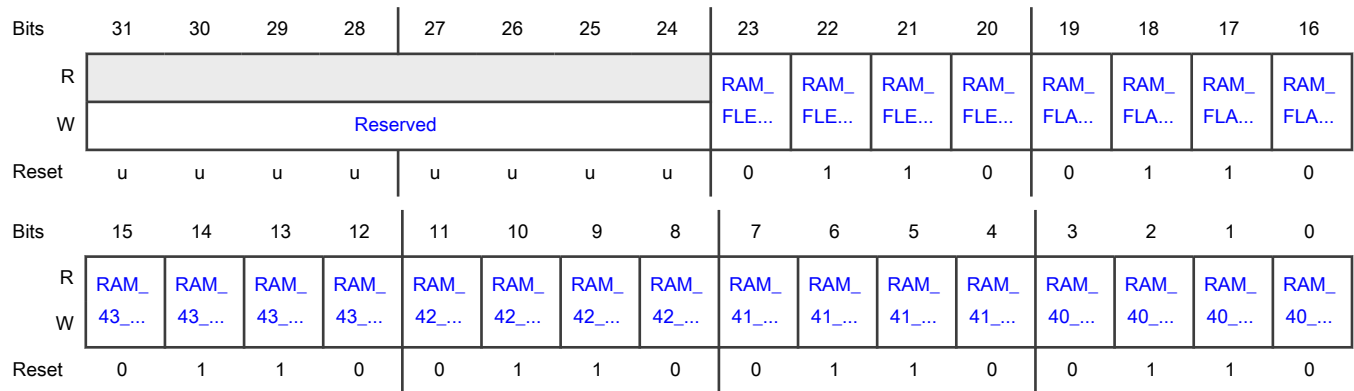 Bits 31 30 29 28 27 26 25 24 23 22 21 20 19 18 17 16
R
RAM_ RAM_ RAM_ RAM_ RAM_ RAM_ RAM_ RAM_
W Reserved FLE... FLE... FLE... FLE... FLA... FLA... FLA... FLA...
Reset u u u u u u u u 0 1 1 0 0 1 1 0
Bits 15 14 13 12 11 10 9 8 7 6 5 4 3 2 1 0
R RAM_ RAM_ RAM_ RAM_ RAM_ RAM_ RAM_ RAM_ RAM_ RAM_ RAM_ RAM_ RAM_ RAM_ RAM_ RAM_
W 43_... 43_... 43_... 43_... 42_... 42_... 42_... 42_... 41_... 41_... 41_... 41_... 40_... 40_... 40_... 40_...
Reset 0 1 1 0 0 1 1 0 0 1 1 0 0 1 1 0